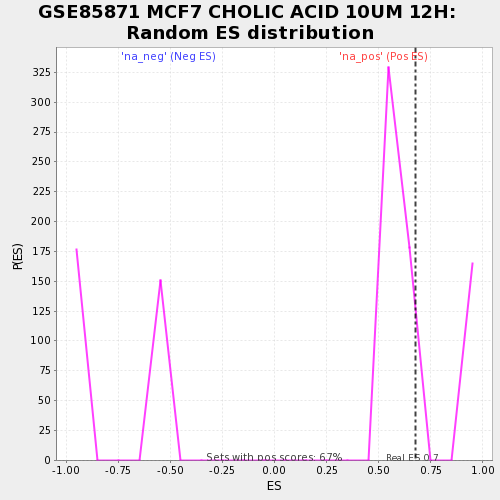 GSE85871 MCF7 CHOLIC ACID 10UM 12H:
Random ES distribution
'na_neg' (Neg ES)
'na_pos' (Pos ES)
325
300
275
250
225
200
175
150
125
100
75
50
25
0
P(ES)
Sets with pos scores: 67%
Real ES 0.7
-1.00
-0.75
-0.50
-0.25
0.00
0.25
0.50
0.75
1.00
ES